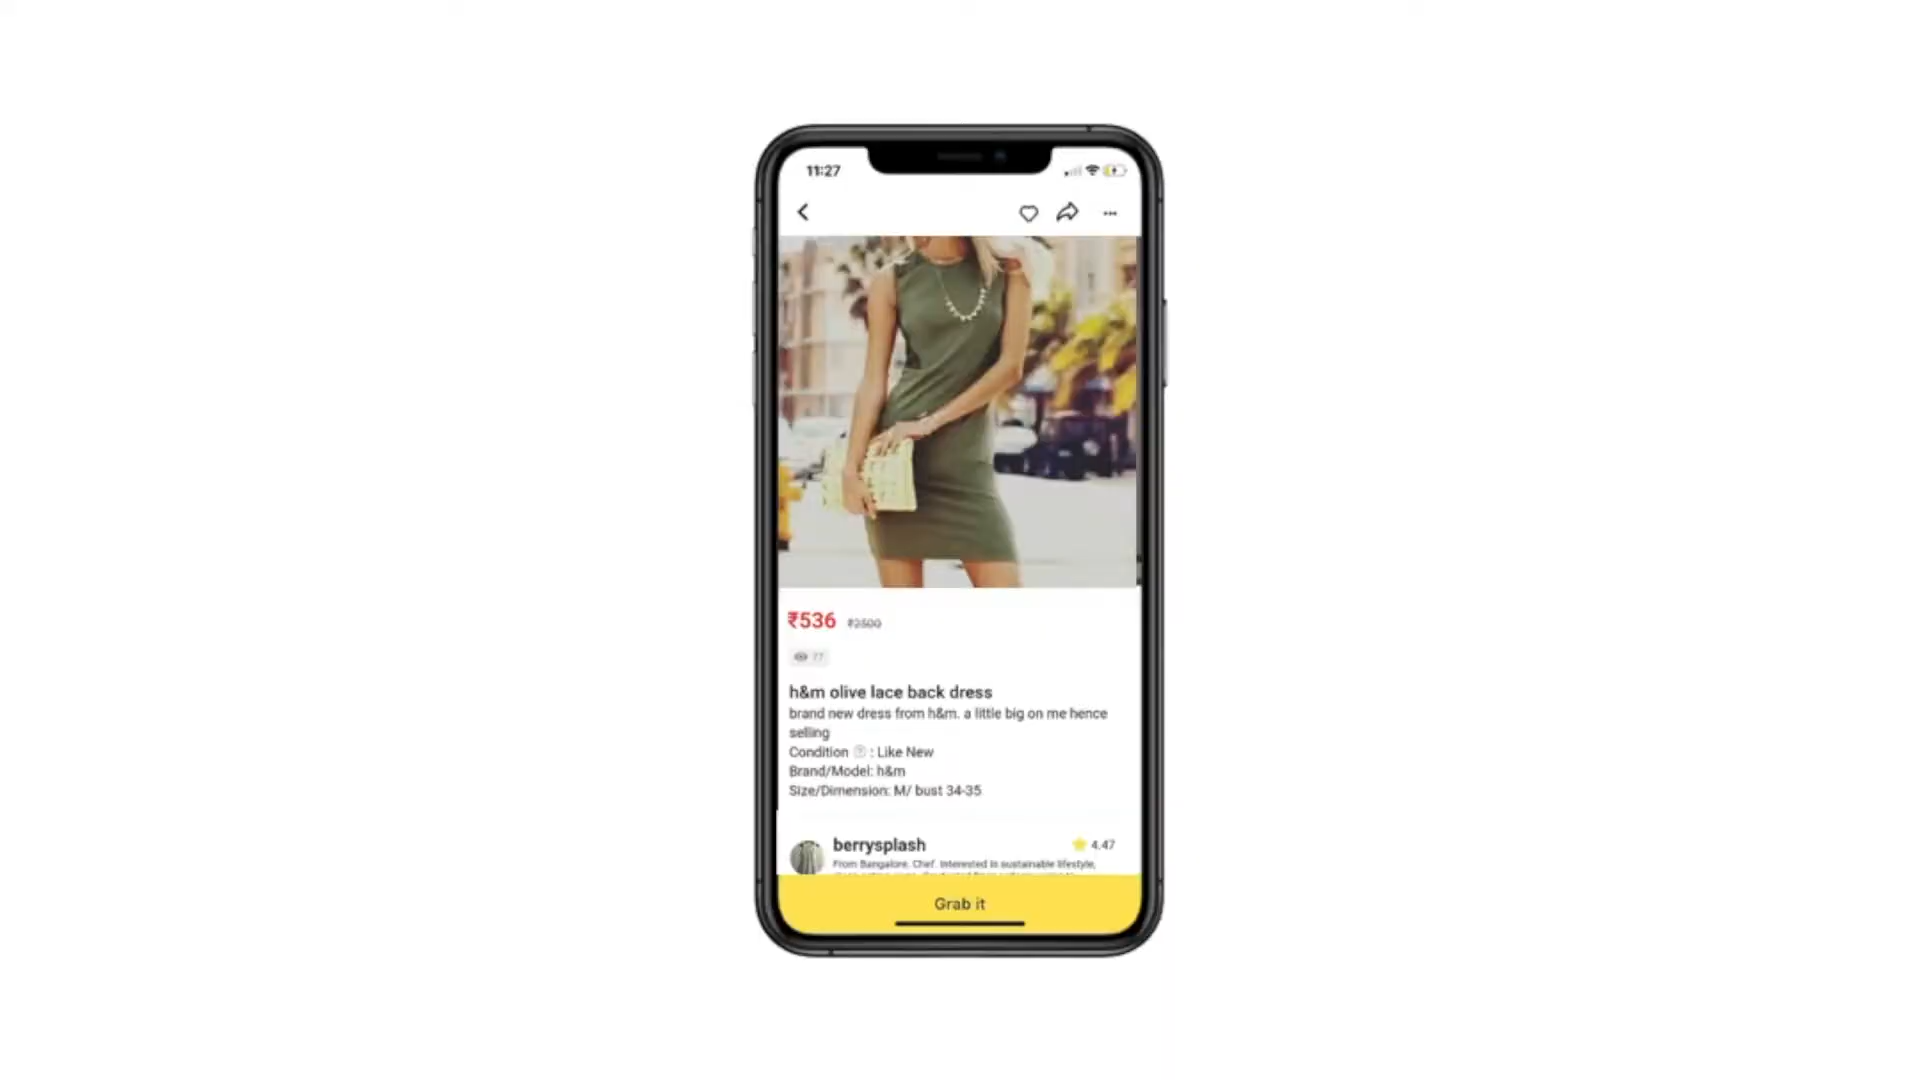 11:27
₹536 ₹2500
77
h&m olive lace back dress
brand new dress from h&m. a little big on me hence
selling
Condition ? : Like New
Brand/Model: h&m
Size/Dimension: M/ bust 34-35
berrysplash 4.47
From Bangalore. Chef. Interested in sustainable lifestyle,
Grab it